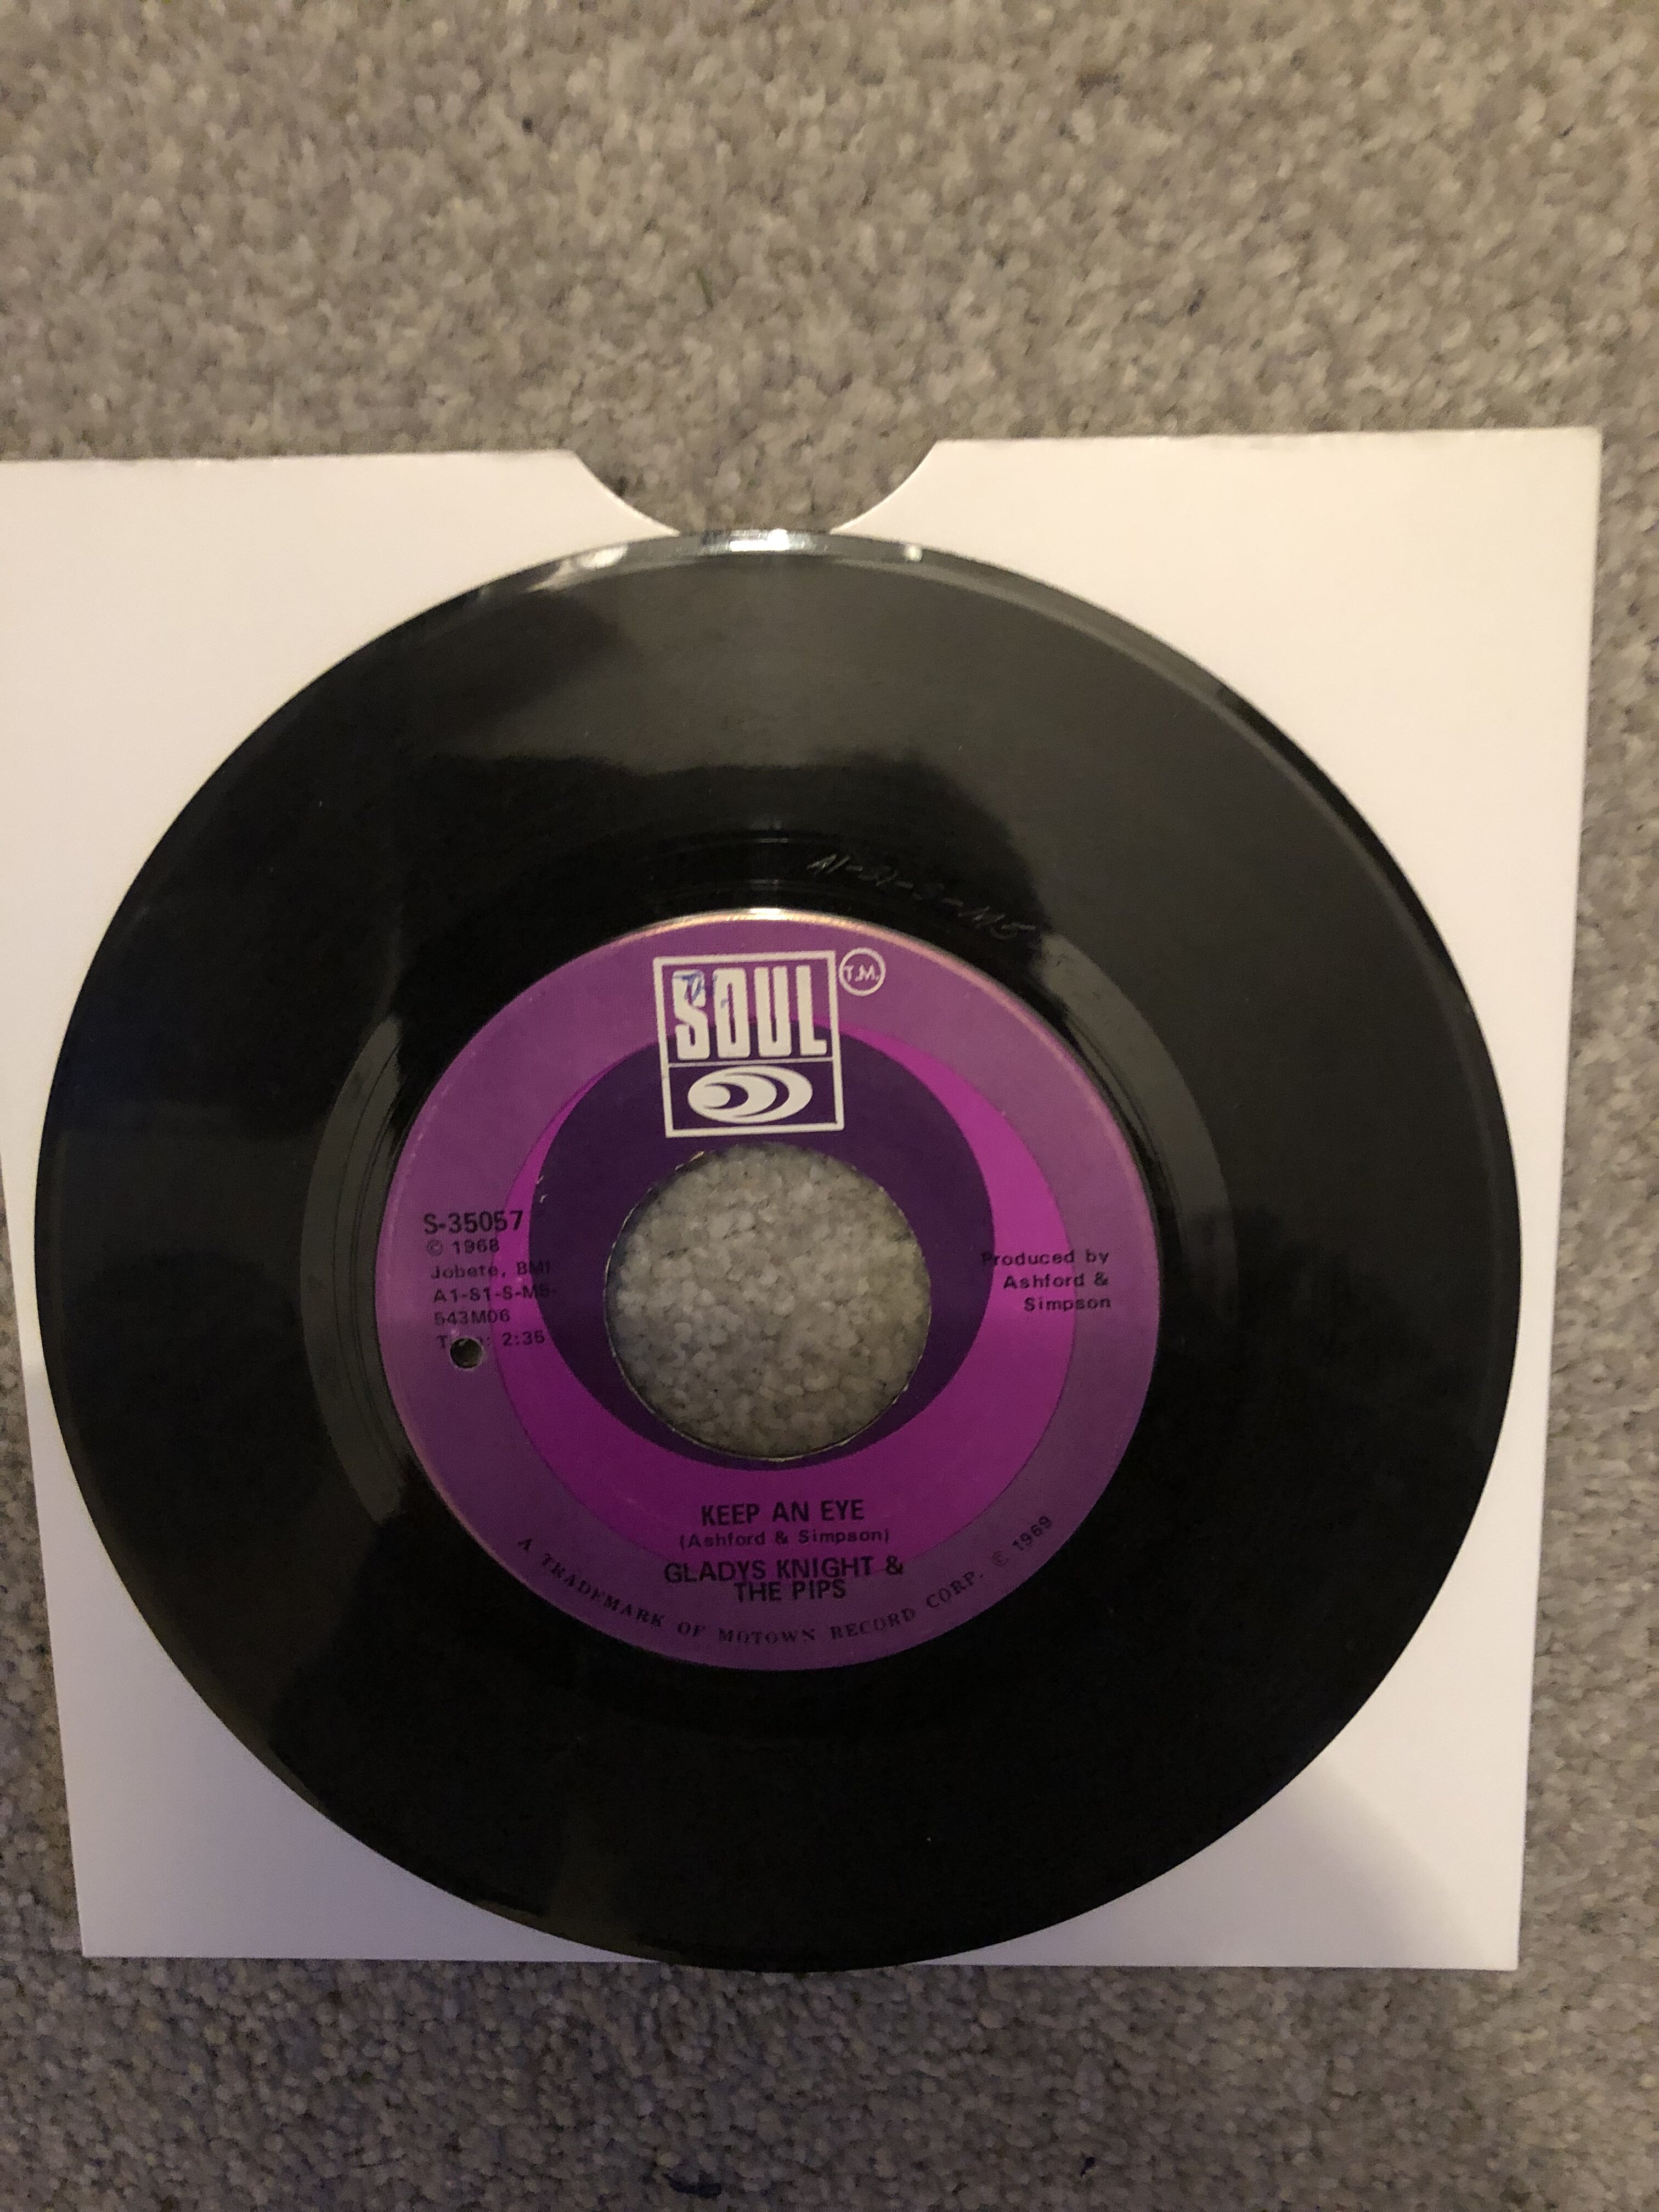 SOUL
T.M.
S-35057
© 1968
Jobete, BMI
A1-S1-S-M5-
543M06
2:35
Produced by
Ashford &
Simpson
KEEP AN EYE
(Ashford & Simpson)
GLADYS KNIGHT &
THE PIPS
A TRADEMARK OF MOTOWN RECORD CORP. © 1969